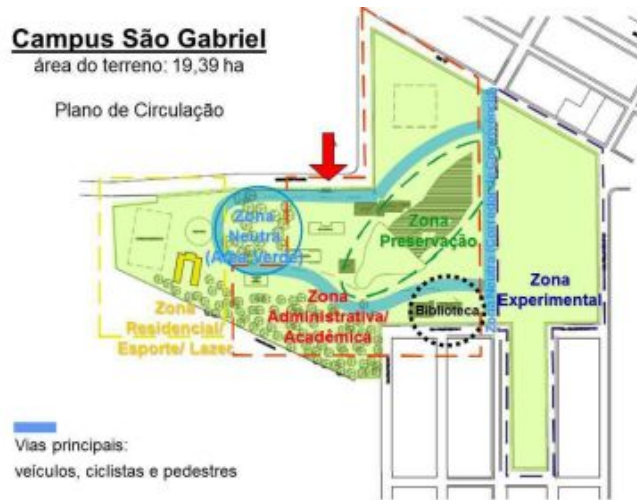 Campus São Gabriel
área do terreno: 19,39 ha
Plano de Circulação
Zona
Neutra
(Área Verde)
Zona
Preservação
Zona
Experimental
Biblioteca
Zona
Administrativa/
Acadêmica
Zona
Residencial/
Esporte/ Lazer
Vias principais:
veículos, ciclistas e pedestres